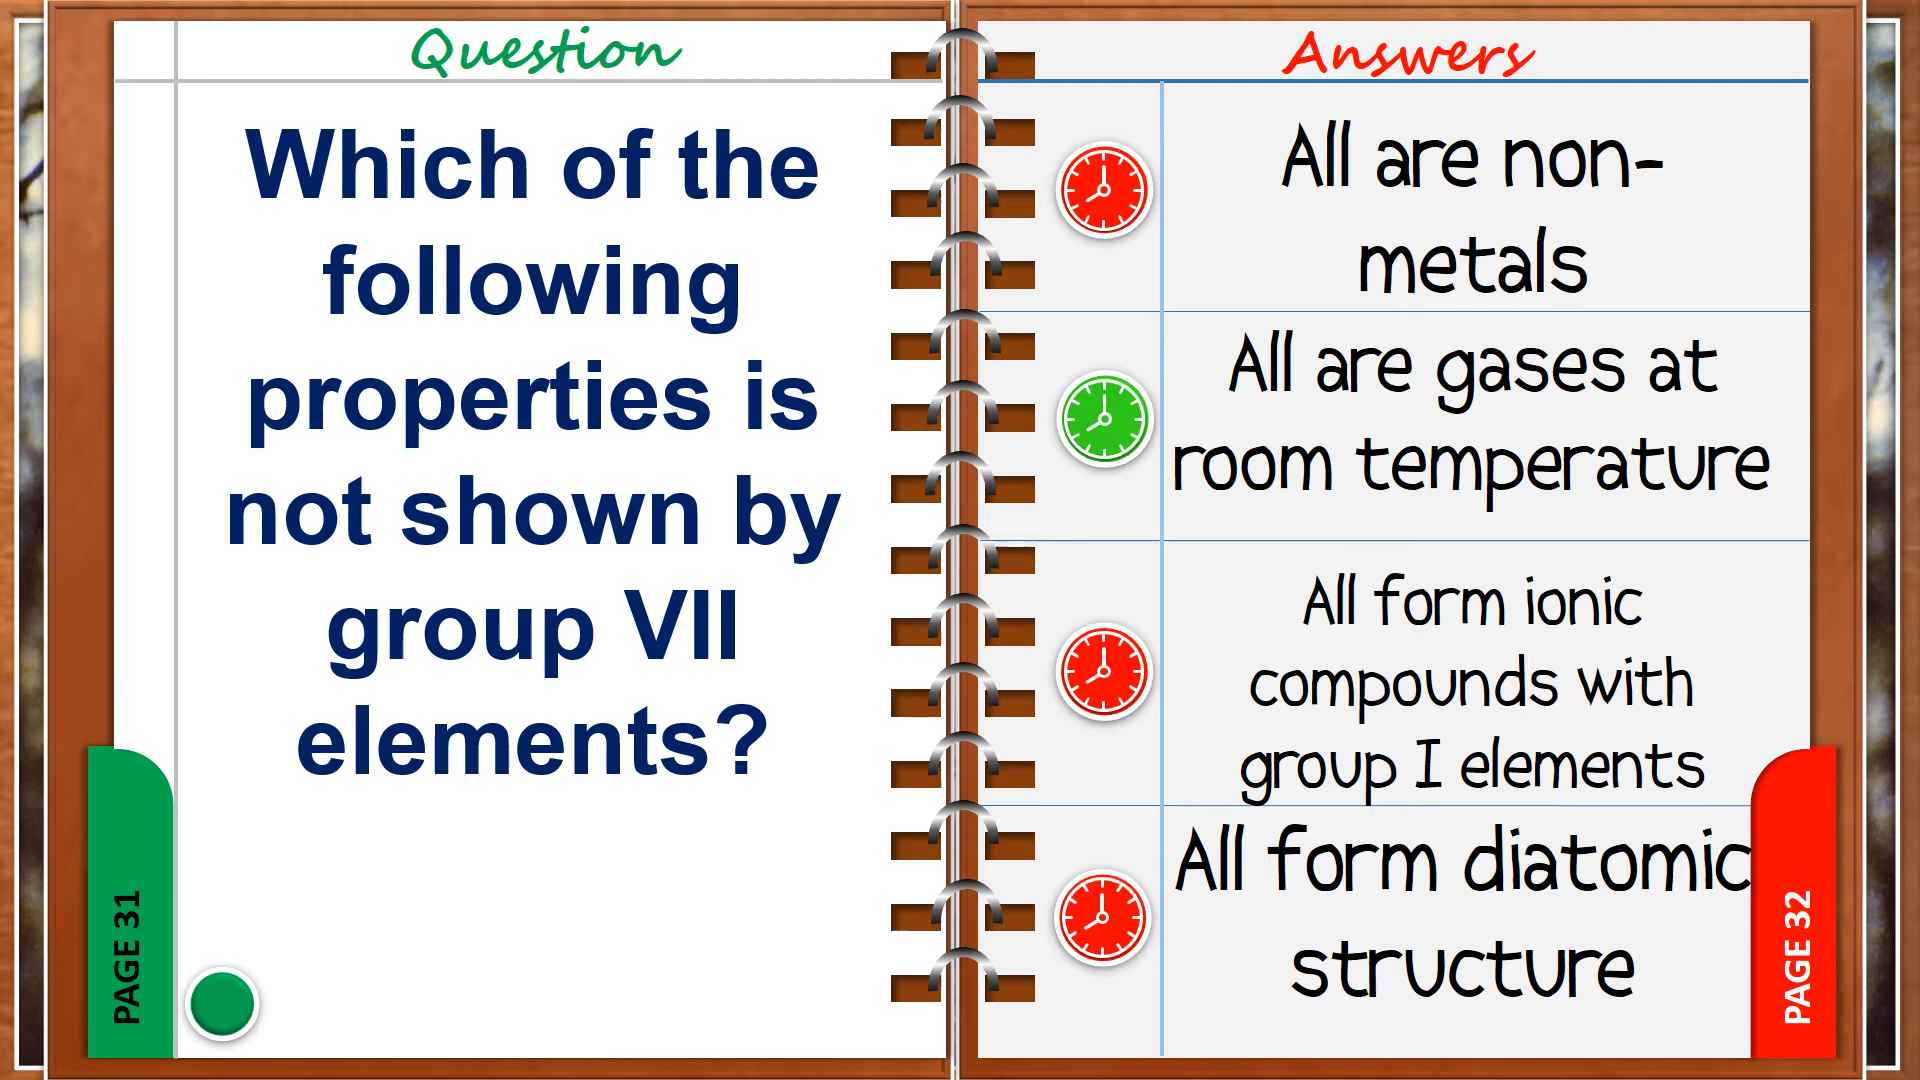 Question
Which of the
following
properties is
not shown by
group VII
elements?
PAGE 31
Answers
All are non-
metals
All are gases at
room temperature
All form ionic
compounds with
group I elements
All form diatomic
structure
PAGE 32